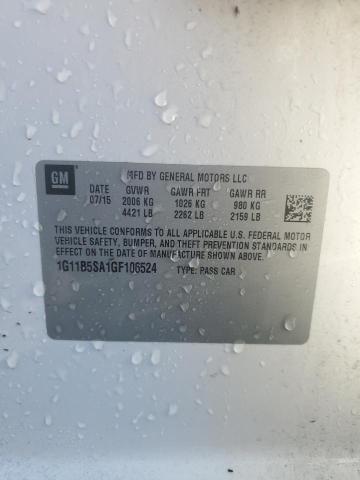 GM
MFD BY GENERAL MOTORS LLC
DATE GVWR GAWR FRT GAWR RR
07/15 2006 KG 1026 KG 980 KG
4421 LB 2262 LB 2159 LB
THIS VEHICLE CONFORMS TO ALL APPLICABLE U.S. FEDERAL MOTOR
VEHICLE SAFETY, BUMPER, AND THEFT PREVENTION STANDARDS IN
EFFECT ON THE DATE OF MANUFACTURE SHOWN ABOVE.
1G11B5SA1GF106524 TYPE: PASS CAR